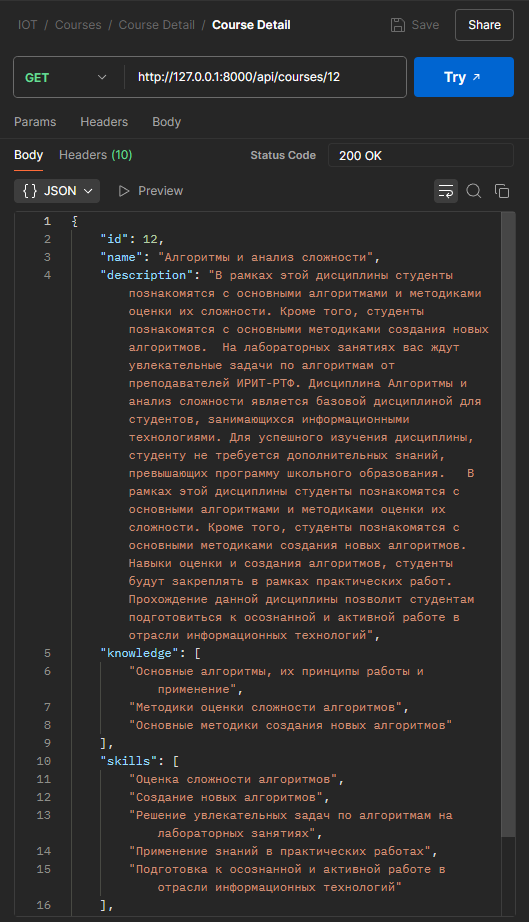 IOT / Courses / Course Detail / Course Detail Save Share
GET http://127.0.0.1:8000/api/courses/12 Try ↗
Params Headers Body
Body Headers (10) Status Code 200 OK
{} JSON Preview
1 {
2 "id": 12,
3 "name": "Алгоритмы и анализ сложности",
4 "description": "В рамках этой дисциплины студенты
познакомятся с основными алгоритмами и методиками
оценки их сложности. Кроме того, студенты
познакомятся с основными методиками создания новых
алгоритмов.  На лабораторных занятиях вас ждут
увлекательные задачи по алгоритмам от
преподавателей ИРИТ-РТФ. Дисциплина Алгоритмы и
анализ сложности является базовой дисциплиной для
студентов, занимающихся информационными
технологиями. Для успешного изучения дисциплины,
студенту не требуется дополнительных знаний,
превышающих программу школьного образования.   В
рамках этой дисциплины студенты познакомятся с
основными алгоритмами и методиками оценки их
сложности. Кроме того, студенты познакомятся с
основными методиками создания новых алгоритмов.
Навыки оценки и создания алгоритмов, студенты
будут закреплять в рамках практических работ.
Прохождение данной дисциплины позволит студентам
подготовиться к осознанной и активной работе в
отрасли информационных технологий",
5 "knowledge": [
6 "Основные алгоритмы, их принципы работы и
применение",
7 "Методики оценки сложности алгоритмов",
8 "Основные методики создания новых алгоритмов"
9 ],
10 "skills": [
11 "Оценка сложности алгоритмов",
12 "Создание новых алгоритмов",
13 "Решение увлекательных задач по алгоритмам на
лабораторных занятиях",
14 "Применение знаний в практических работах",
15 "Подготовка к осознанной и активной работе в
отрасли информационных технологий"
16 ],